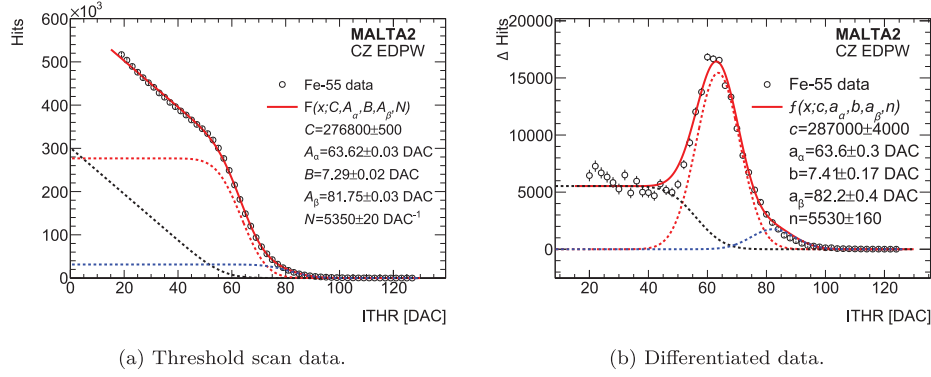 ×10³
600
500
400
300
200
100
0
Hits
0 20 40 60 80 100 120
ITHR [DAC]
MALTA2
CZ EDPW
Fe-55 data
F(x;C,A_α,B,A_β,N)
C=276800±500
A_α=63.62±0.03 DAC
B=7.29±0.02 DAC
A_β=81.75±0.03 DAC
N=5350±20 DAC⁻¹
(a) Threshold scan data.
20000
15000
10000
5000
0
Δ Hits
20 40 60 80 100 120
ITHR [DAC]
MALTA2
CZ EDPW
Fe-55 data
f(x;c,a_α,b,a_β,n)
c=287000±4000
a_α=63.6±0.3 DAC
b=7.41±0.17 DAC
a_β=82.2±0.4 DAC
n=5530±160
(b) Differentiated data.